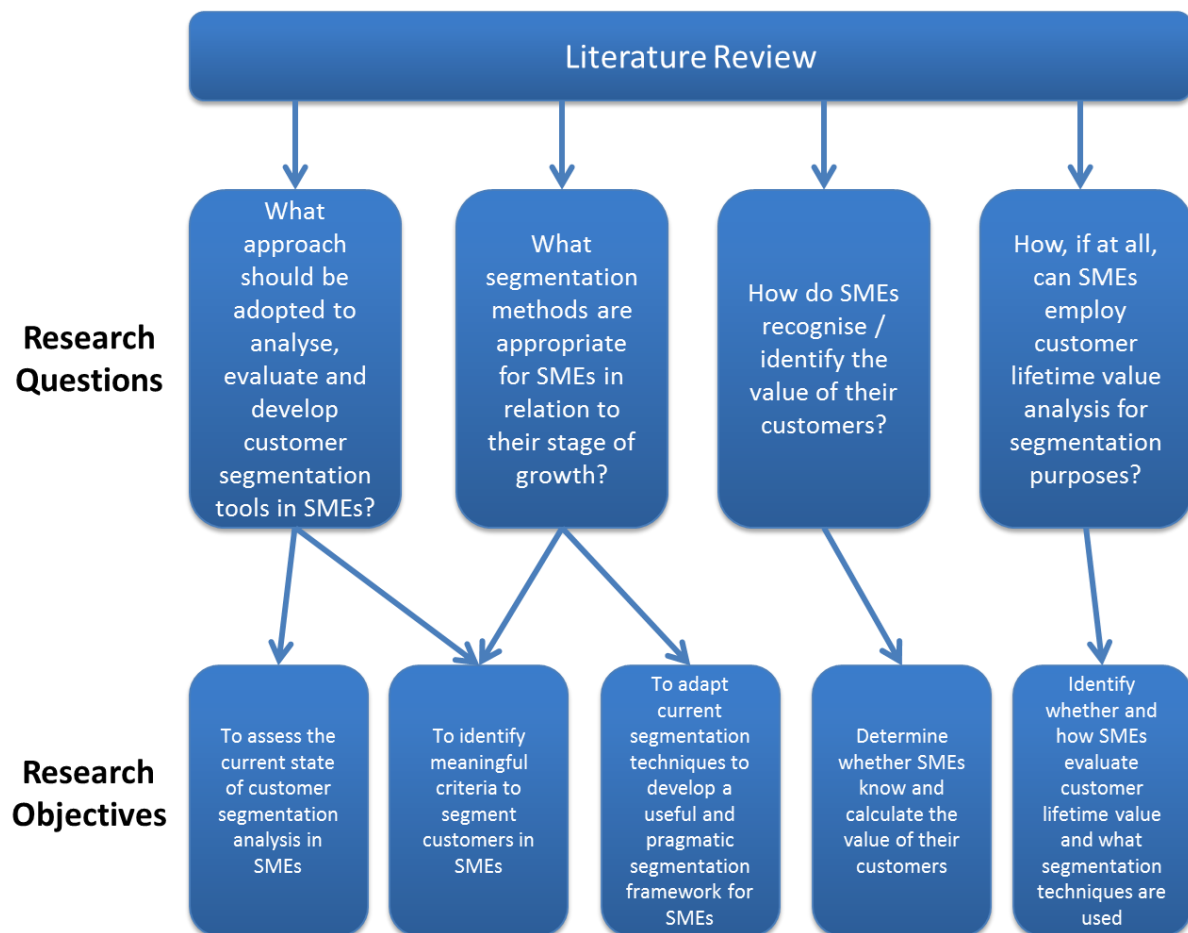 Literature Review
Research
Questions
What
approach
should be
adopted to
analyse,
evaluate and
develop
customer
segmentation
tools in SMEs?
What
segmentation
methods are
appropriate
for SMEs in
relation to
their stage of
growth?
How do SMEs
recognise /
identify the
value of their
customers?
How, if at all,
can SMEs
employ
customer
lifetime value
analysis for
segmentation
purposes?
Research
Objectives
To assess the
current state
of customer
segmentation
analysis in
SMEs
To identify
meaningful
criteria to
segment
customers in
SMEs
To adapt
current
segmentation
techniques to
develop a
useful and
pragmatic
segmentation
framework for
SMEs
Determine
whether SMEs
know and
calculate the
value of their
customers
Identify
whether and
how SMEs
evaluate
customer
lifetime value
and what
segmentation
techniques are
used